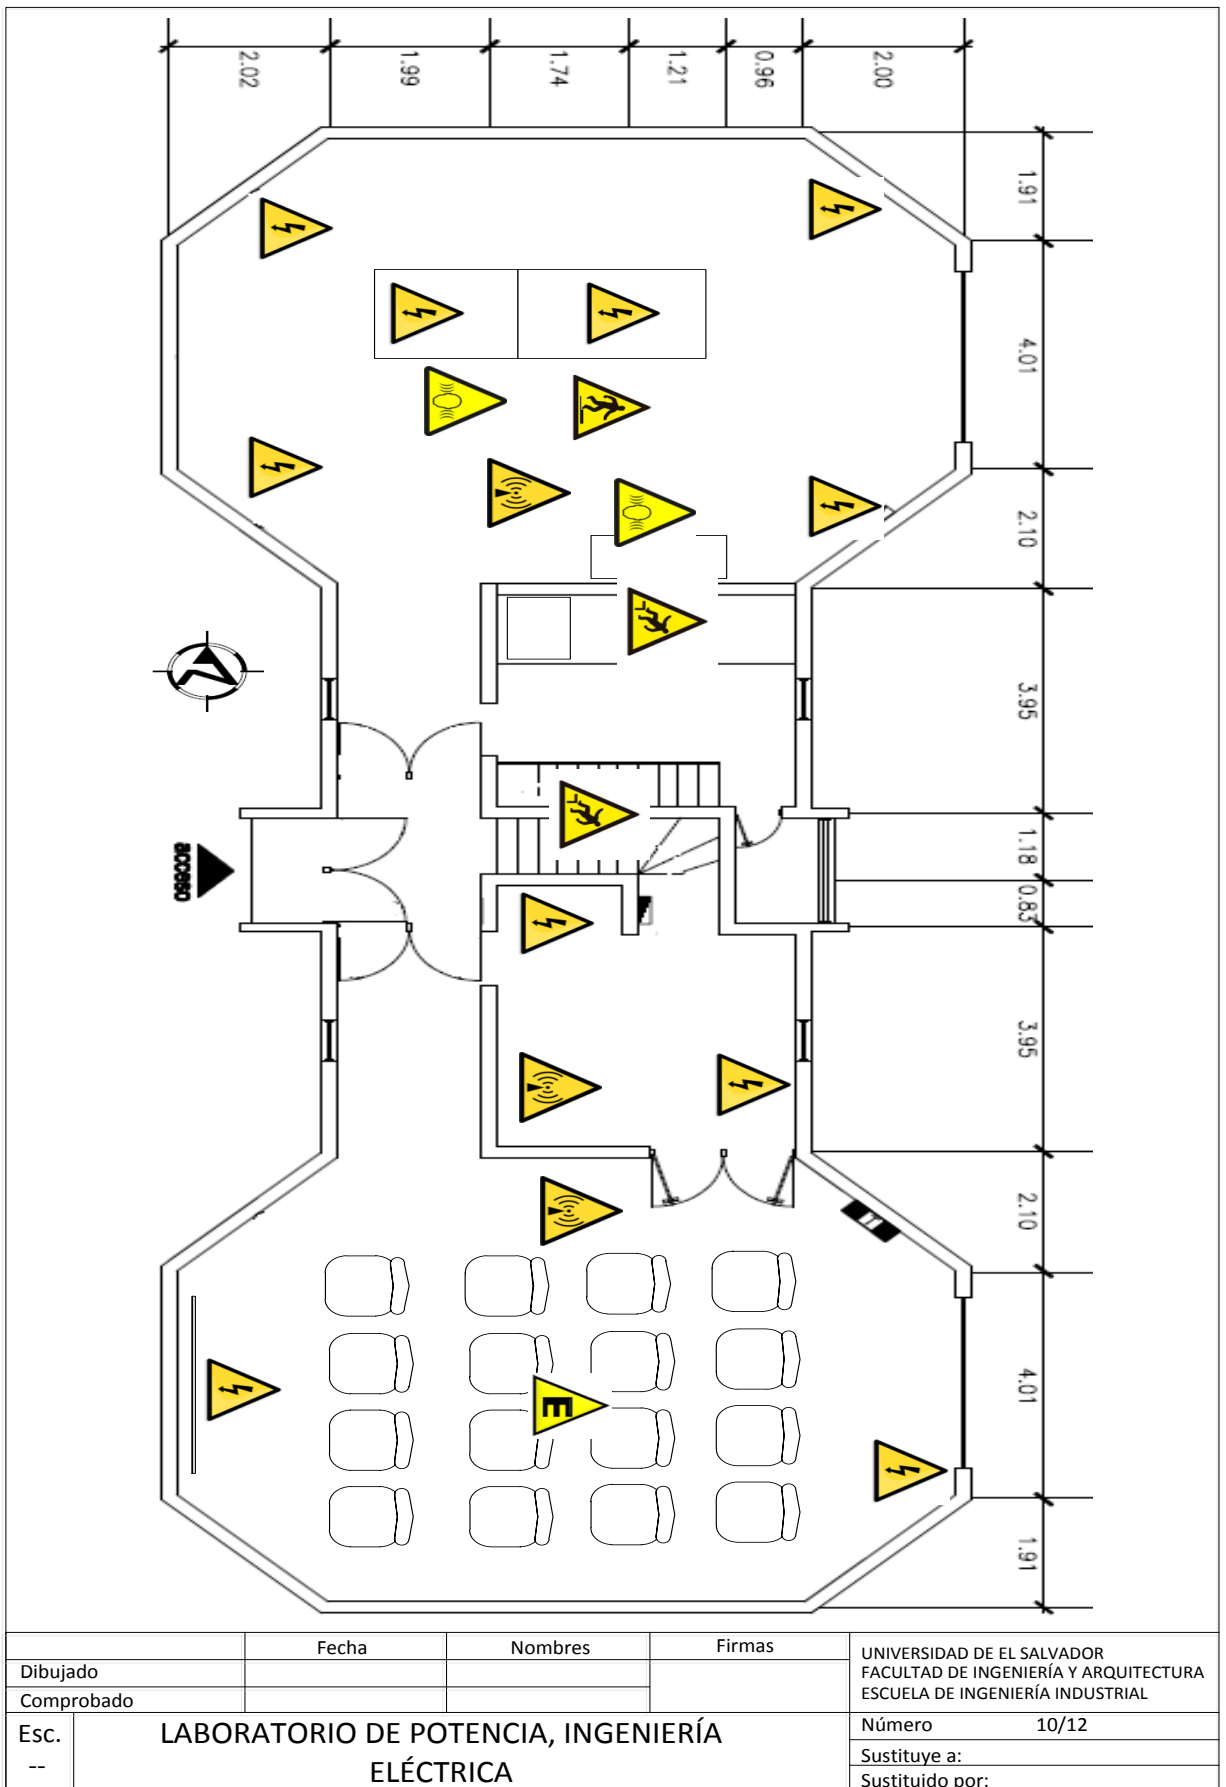 2.02
1.99
1.74
1.21
0.96
2.00
1.91
4.01
2.10
3.95
1.18
0.83
3.95
2.10
4.01
1.91
acceso
E
Fecha Nombres Firmas
Dibujado
Comprobado
UNIVERSIDAD DE EL SALVADOR
FACULTAD DE INGENIERÍA Y ARQUITECTURA
ESCUELA DE INGENIERÍA INDUSTRIAL
Esc.
--
LABORATORIO DE POTENCIA, INGENIERÍA
ELÉCTRICA
Número 10/12
Sustituye a:
Sustituido por: